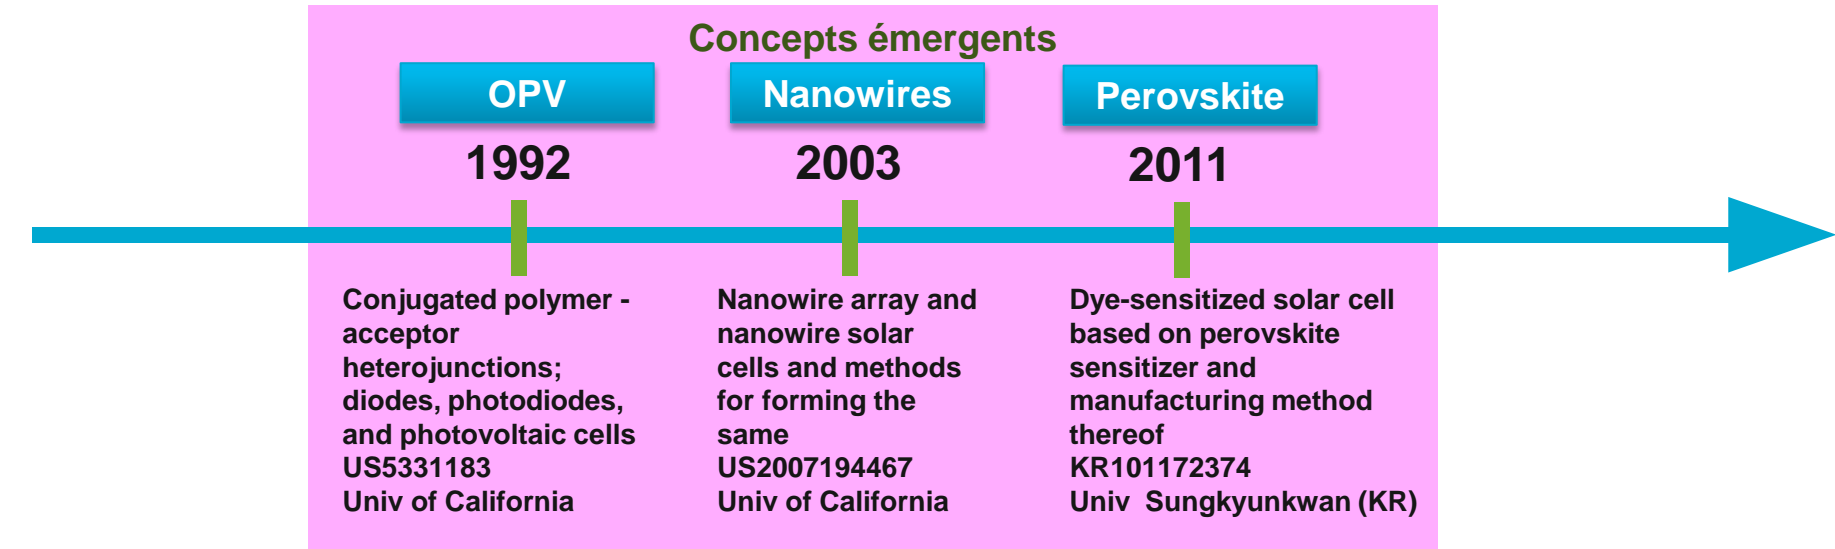 Concepts émergents
OPV
1992
Conjugated polymer -
acceptor
heterojunctions;
diodes, photodiodes,
and photovoltaic cells
US5331183
Univ of California
Nanowires
2003
Nanowire array and
nanowire solar
cells and methods
for forming the
same
US2007194467
Univ of California
Perovskite
2011
Dye-sensitized solar cell
based on perovskite
sensitizer and
manufacturing method
thereof
KR101172374
Univ Sungkyunkwan (KR)